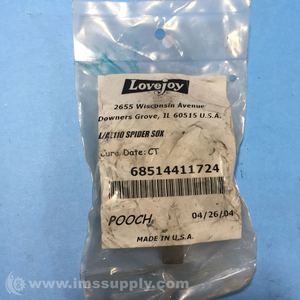 Lovejoy
2655 Wisconsin Avenue
Downers Grove, IL 60515 U.S.A.
L/AL110 SPIDER SOX
Cure Date: CT
68514411724
POOCH 04/26/04
MADE IN U.S.A.
© www.imssupply.com